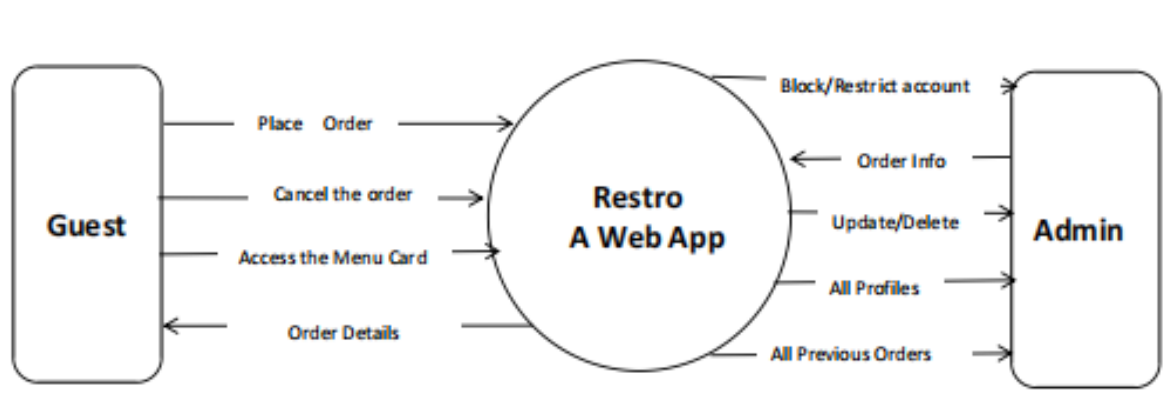 Guest
Place Order
Cancel the order
Access the Menu Card
Order Details
Restro
A Web App
Block/Restrict account
Order Info
Update/Delete
All Profiles
All Previous Orders
Admin